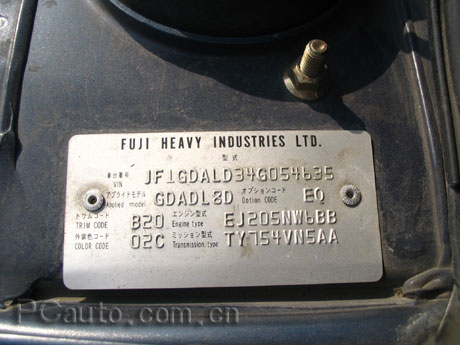 FUJI HEAVY INDUSTRIES LTD.
型式
車台番号 VIN JF1GDALD34G054635
アプライドモデル Applied model GDADL8D オプションコード Option CODE EQ
トリムコード TRIM CODE B20 エンジン型式 Engine type EJ205NW6BB
外装色コード COLOR CODE 02C ミッション型式 Transmission type TY754VN5AA
PCauto.com.cn